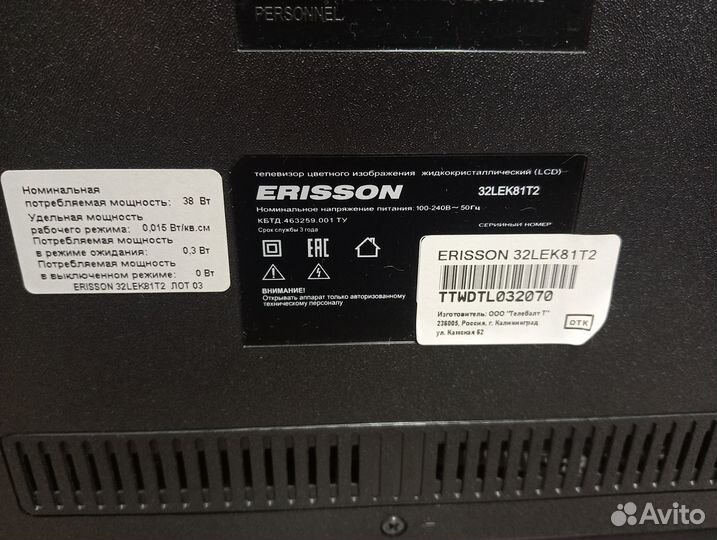 PERSONNEL
Номинальная
потребляемая мощность: 38 Вт
Удельная мощность
рабочего режима: 0,015 Вт/кв.см
Потребляемая мощность
в режиме ожидания: 0,3 Вт
Потребляемая мощность
в выключенном режиме: 0 Вт
ERISSON 32LEK81T2 ЛОТ 03
телевизор цветного изображения жидкокристаллический (LCD)
ERISSON 32LEK81T2
Номинальное напряжение питания: 100-240В ~ 50Гц
КБТД.463259.001 ТУ
Срок службы 3 года
СЕРИЙНЫЙ НОМЕР
EAC
ВНИМАНИЕ!
Открывать аппарат только авторизованному
техническому персоналу
ERISSON 32LEK81T2
TTWDTL032070
Изготовитель: ООО "Телебалт Т"
236005, Россия, г. Калининград
ул. Камская 82
ОТК
Avito